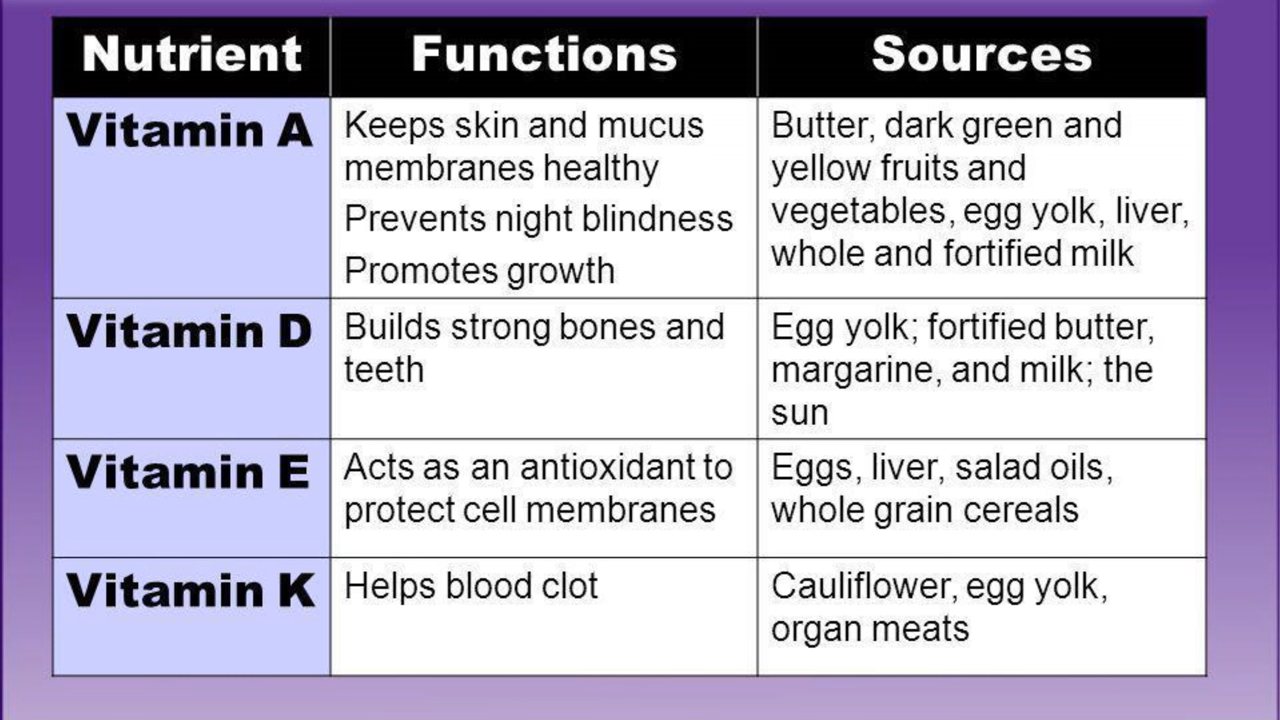 Nutrient Functions Sources
Vitamin A
Keeps skin and mucus
membranes healthy
Prevents night blindness
Promotes growth
Butter, dark green and
yellow fruits and
vegetables, egg yolk, liver,
whole and fortified milk
Vitamin D
Builds strong bones and
teeth
Egg yolk; fortified butter,
margarine, and milk; the
sun
Vitamin E
Acts as an antioxidant to
protect cell membranes
Eggs, liver, salad oils,
whole grain cereals
Vitamin K
Helps blood clot
Cauliflower, egg yolk,
organ meats